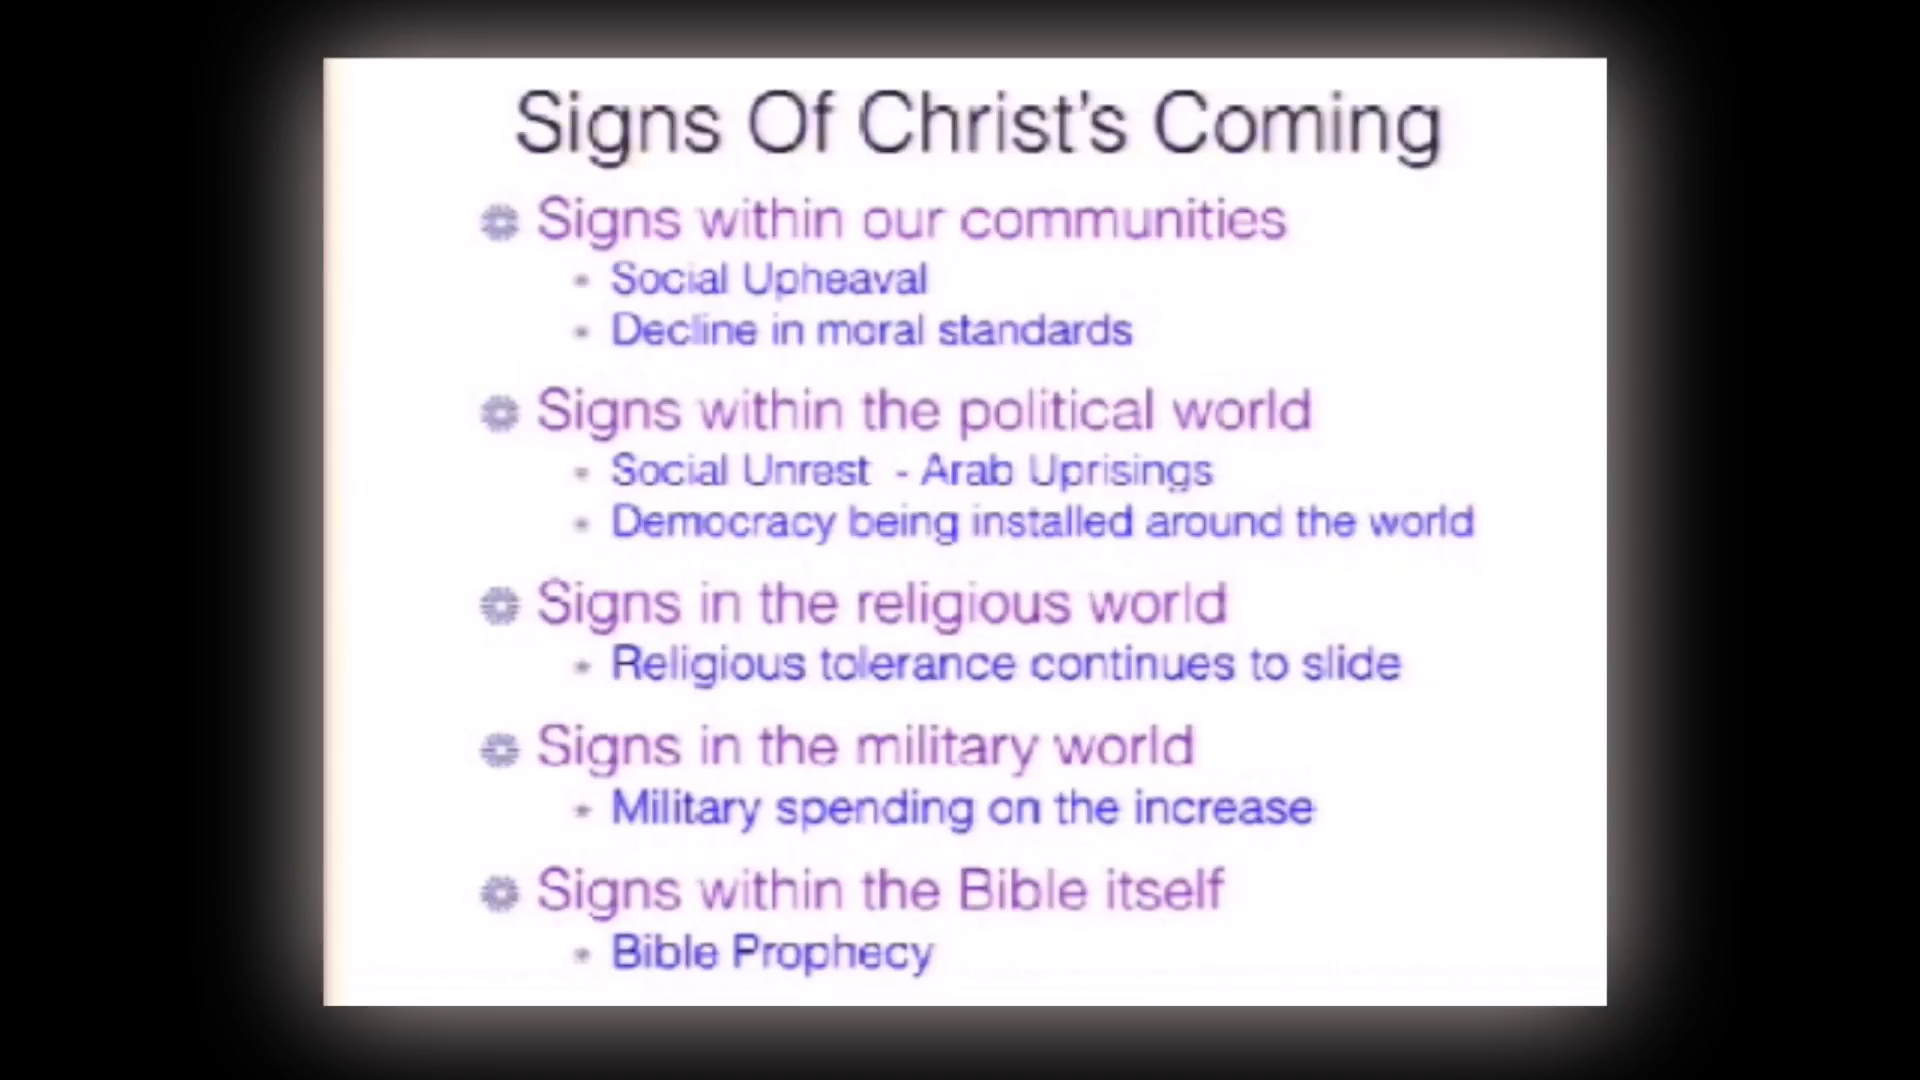 Signs Of Christ's Coming
Signs within our communities
Social Upheaval
Decline in moral standards
Signs within the political world
Social Unrest - Arab Uprisings
Democracy being installed around the world
Signs in the religious world
Religious tolerance continues to slide
Signs in the military world
Military spending on the increase
Signs within the Bible itself
Bible Prophecy